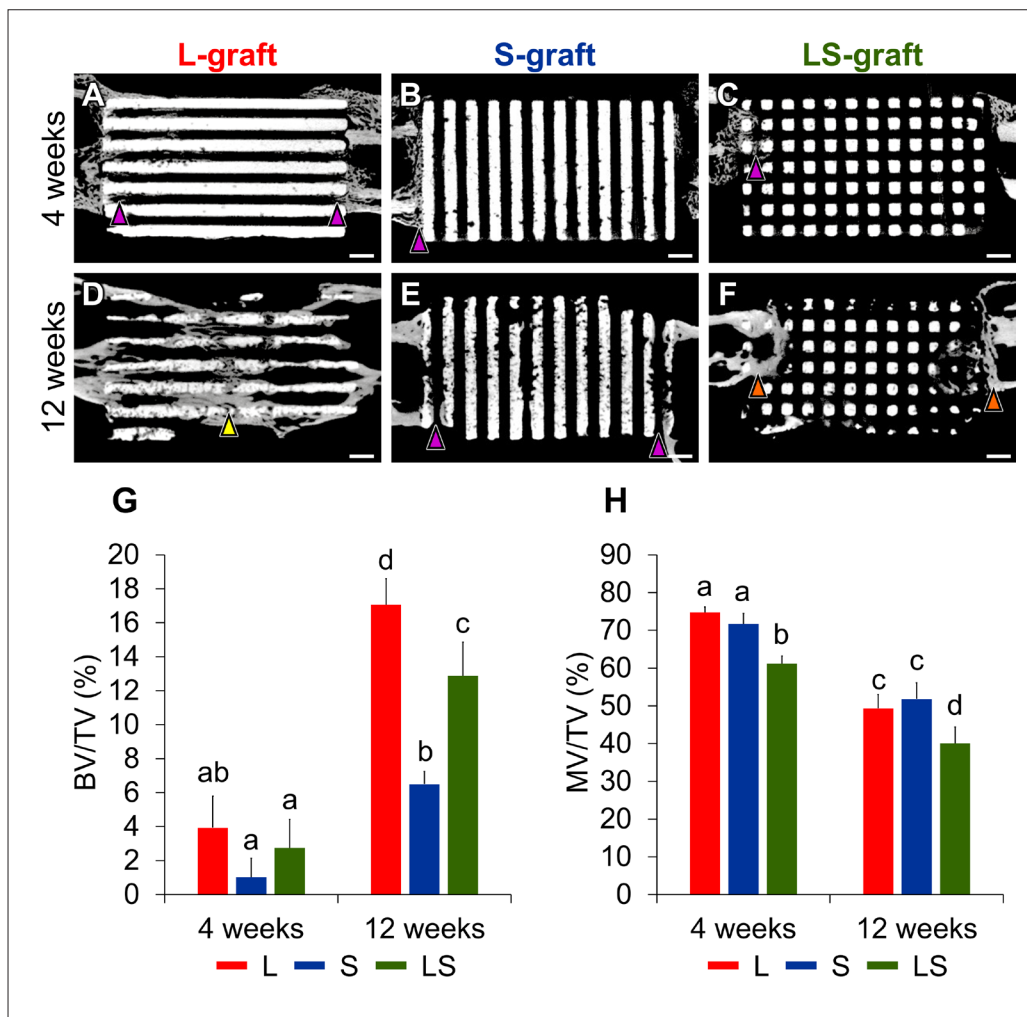 L-graft S-graft LS-graft
4 weeks
A B C
12 weeks
D E F
G
BV/TV (%)
20
18
16
14
12
10
8
6
4
2
0
ab a a d b c
4 weeks 12 weeks
L S LS
H
MV/TV (%)
90
80
70
60
50
40
30
20
10
0
a a b c c d
4 weeks 12 weeks
L S LS